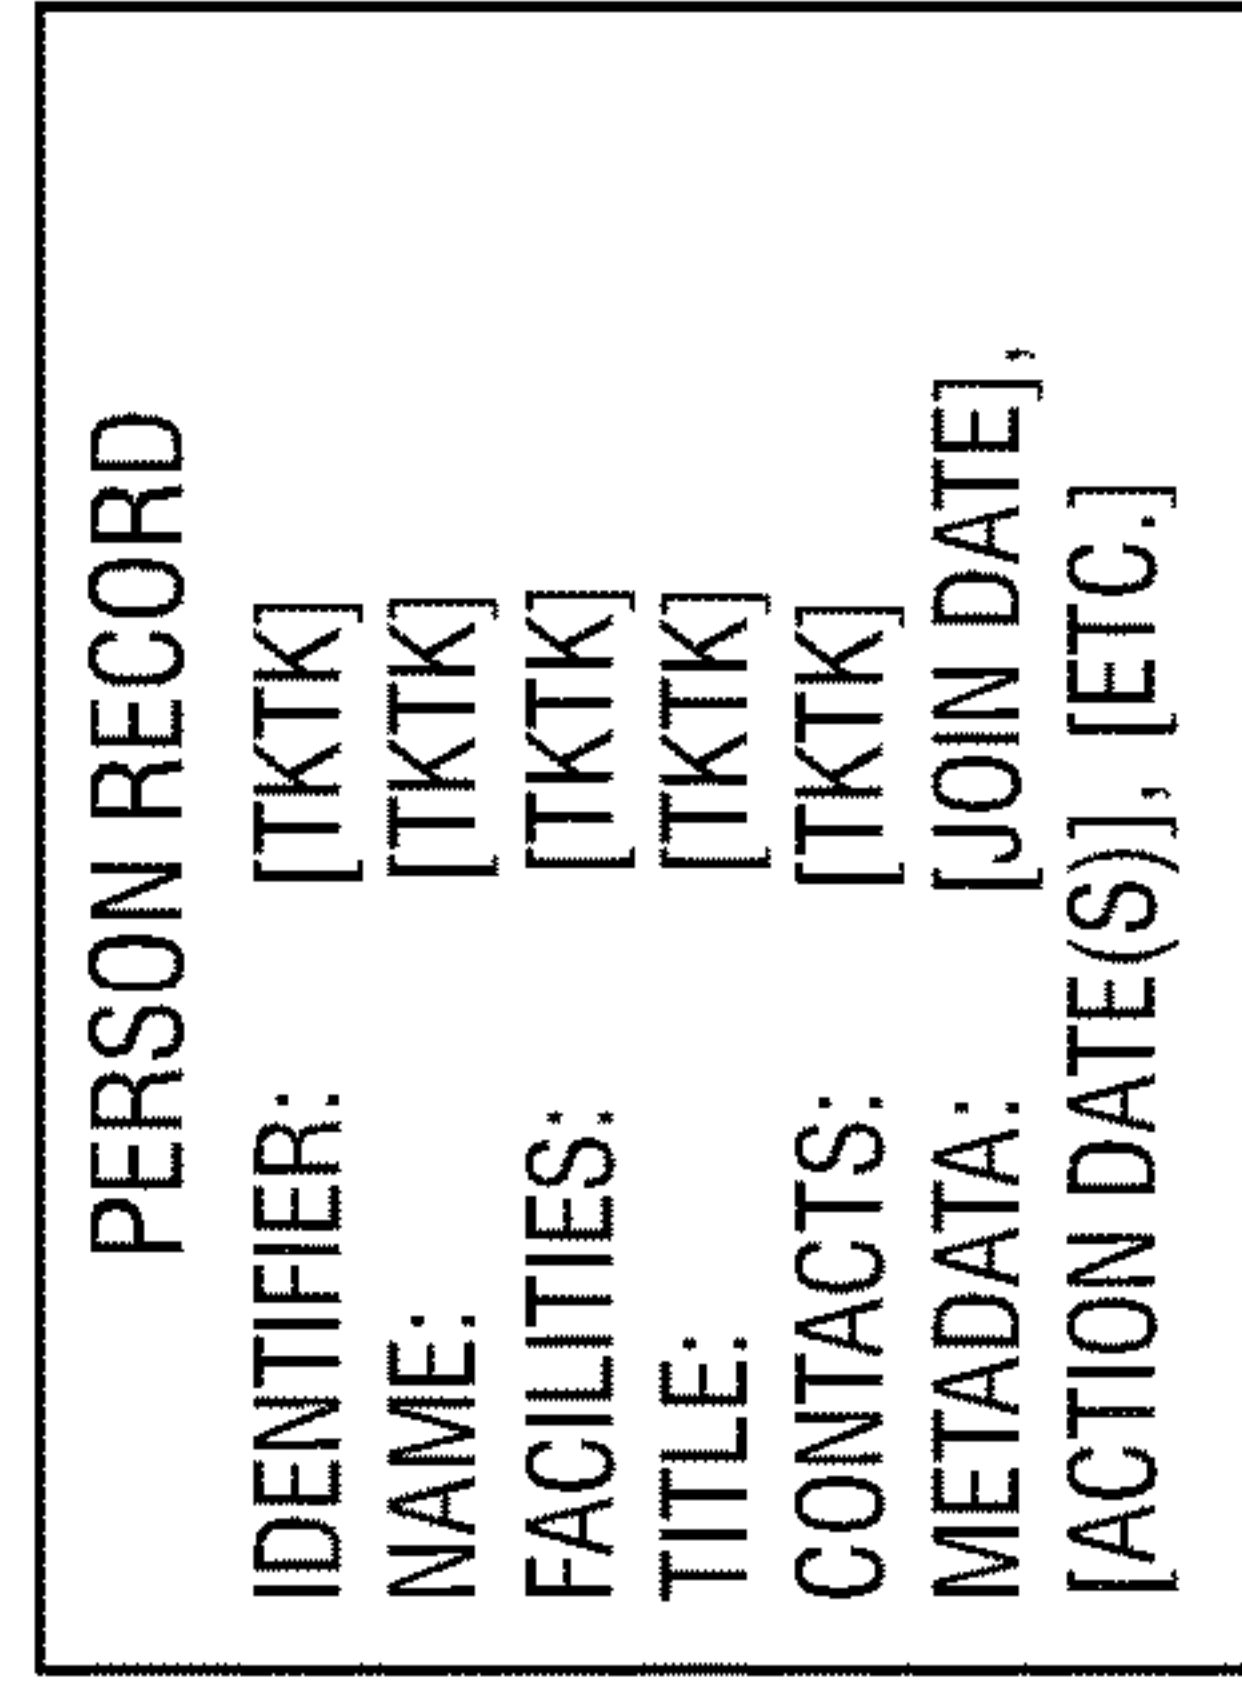 PERSON RECORD
IDENTIFIER: [TKTK]
NAME: [TKTK]
FACILITIES: [TKTK]
TITLE: [TKTK]
CONTACTS: [TKTK]
METADATA: [JOIN DATE],
[ACTION DATE(S)], [ETC.]